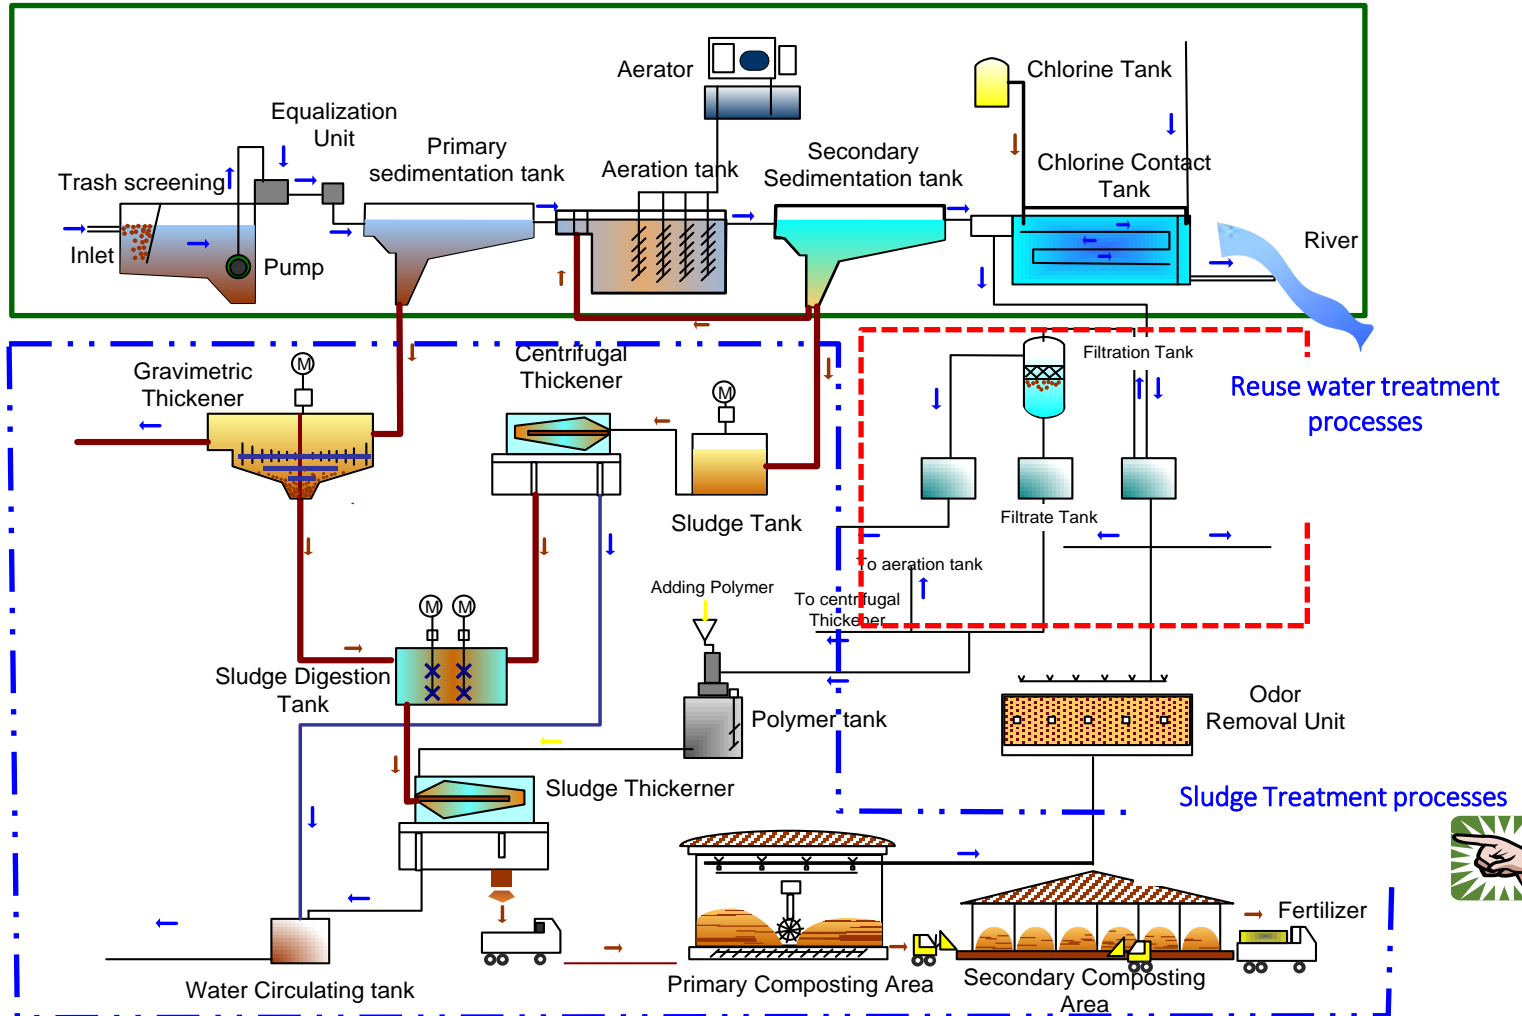 Aerator
Chlorine Tank
Equalization
Unit
Primary
sedimentation tank
Aeration tank
Secondary
Sedimentation tank
Chlorine Contact
Tank
Trash screening
Inlet
Pump
River
Gravimetric
Thickener
M
Centrifugal
Thickener
M
Filtration Tank
Reuse water treatment
processes
Sludge Tank
Filtrate Tank
To aeration tank
Adding Polymer
To centrifugal
Thickener
M
M
Sludge Digestion
Tank
Polymer tank
Odor
Removal Unit
Sludge Thickerner
Sludge Treatment processes
Fertilizer
Water Circulating tank
Primary Composting Area
Secondary Composting
Area